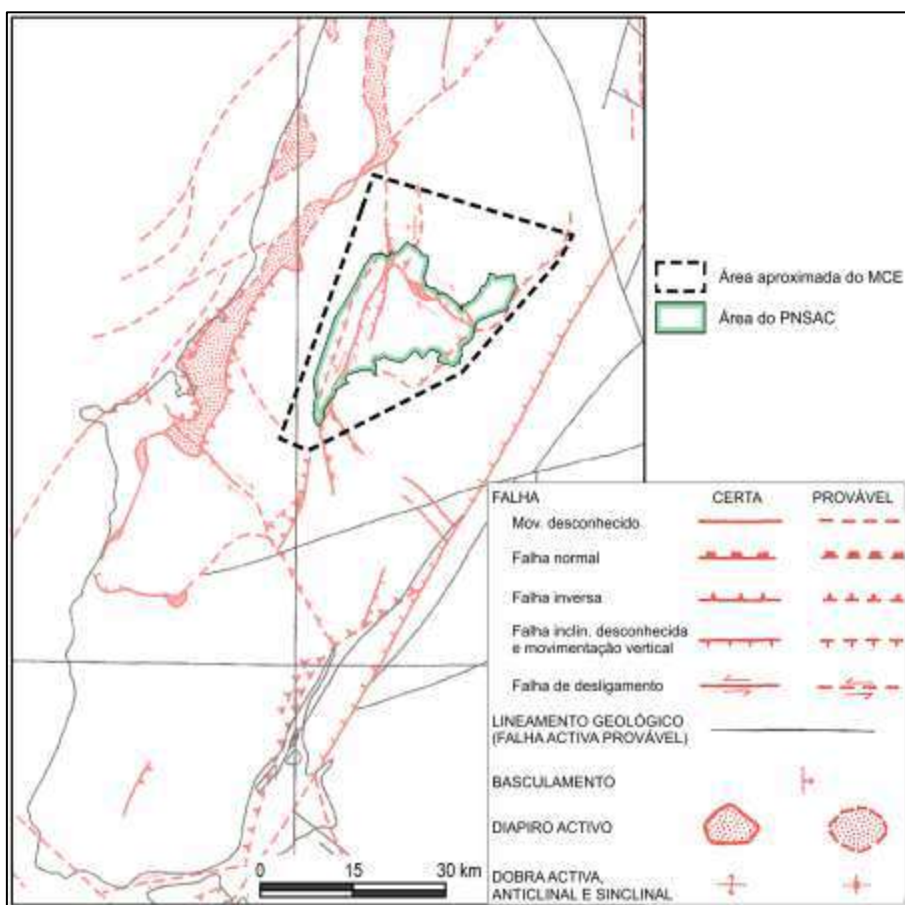 Área aproximada do MCE
Área do PNSAC
FALHA CERTA PROVÁVEL
Mov. desconhecido
Falha normal
Falha inversa
Falha inclin. desconhecida
e movimentação vertical
Falha de desligamento
LINEAMENTO GEOLÓGICO
(FALHA ACTIVA PROVÁVEL)
BASCULAMENTO
DIAPIRO ACTIVO
DOBRA ACTIVA,
ANTICLINAL E SINCLINAL
0 15 30 km